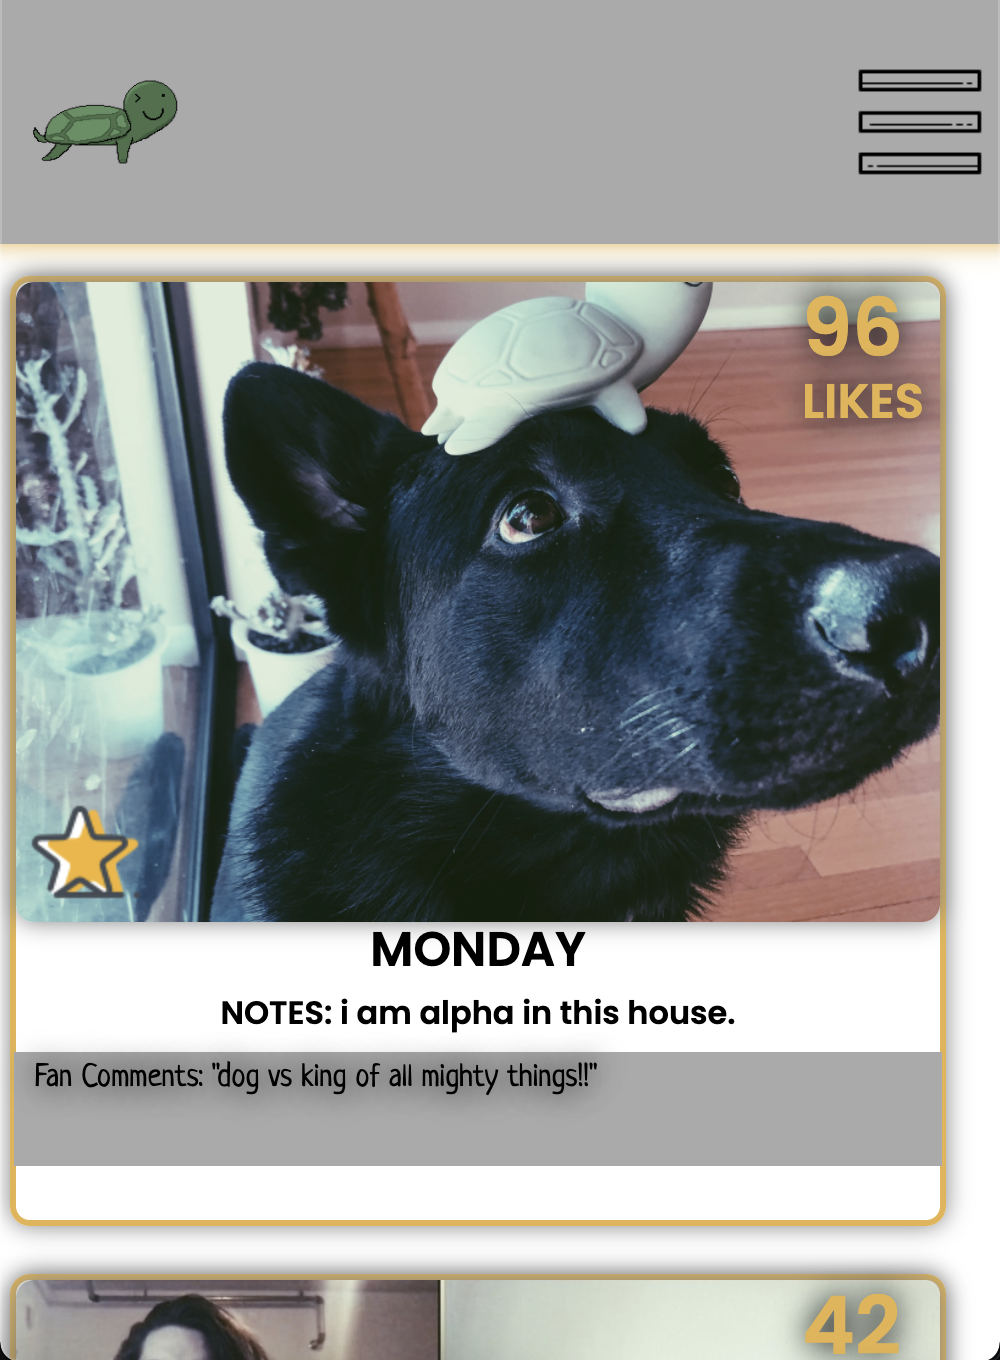 96
LIKES
MONDAY
NOTES: i am alpha in this house.
Fan Comments: "dog vs king of all mighty things!!"
42